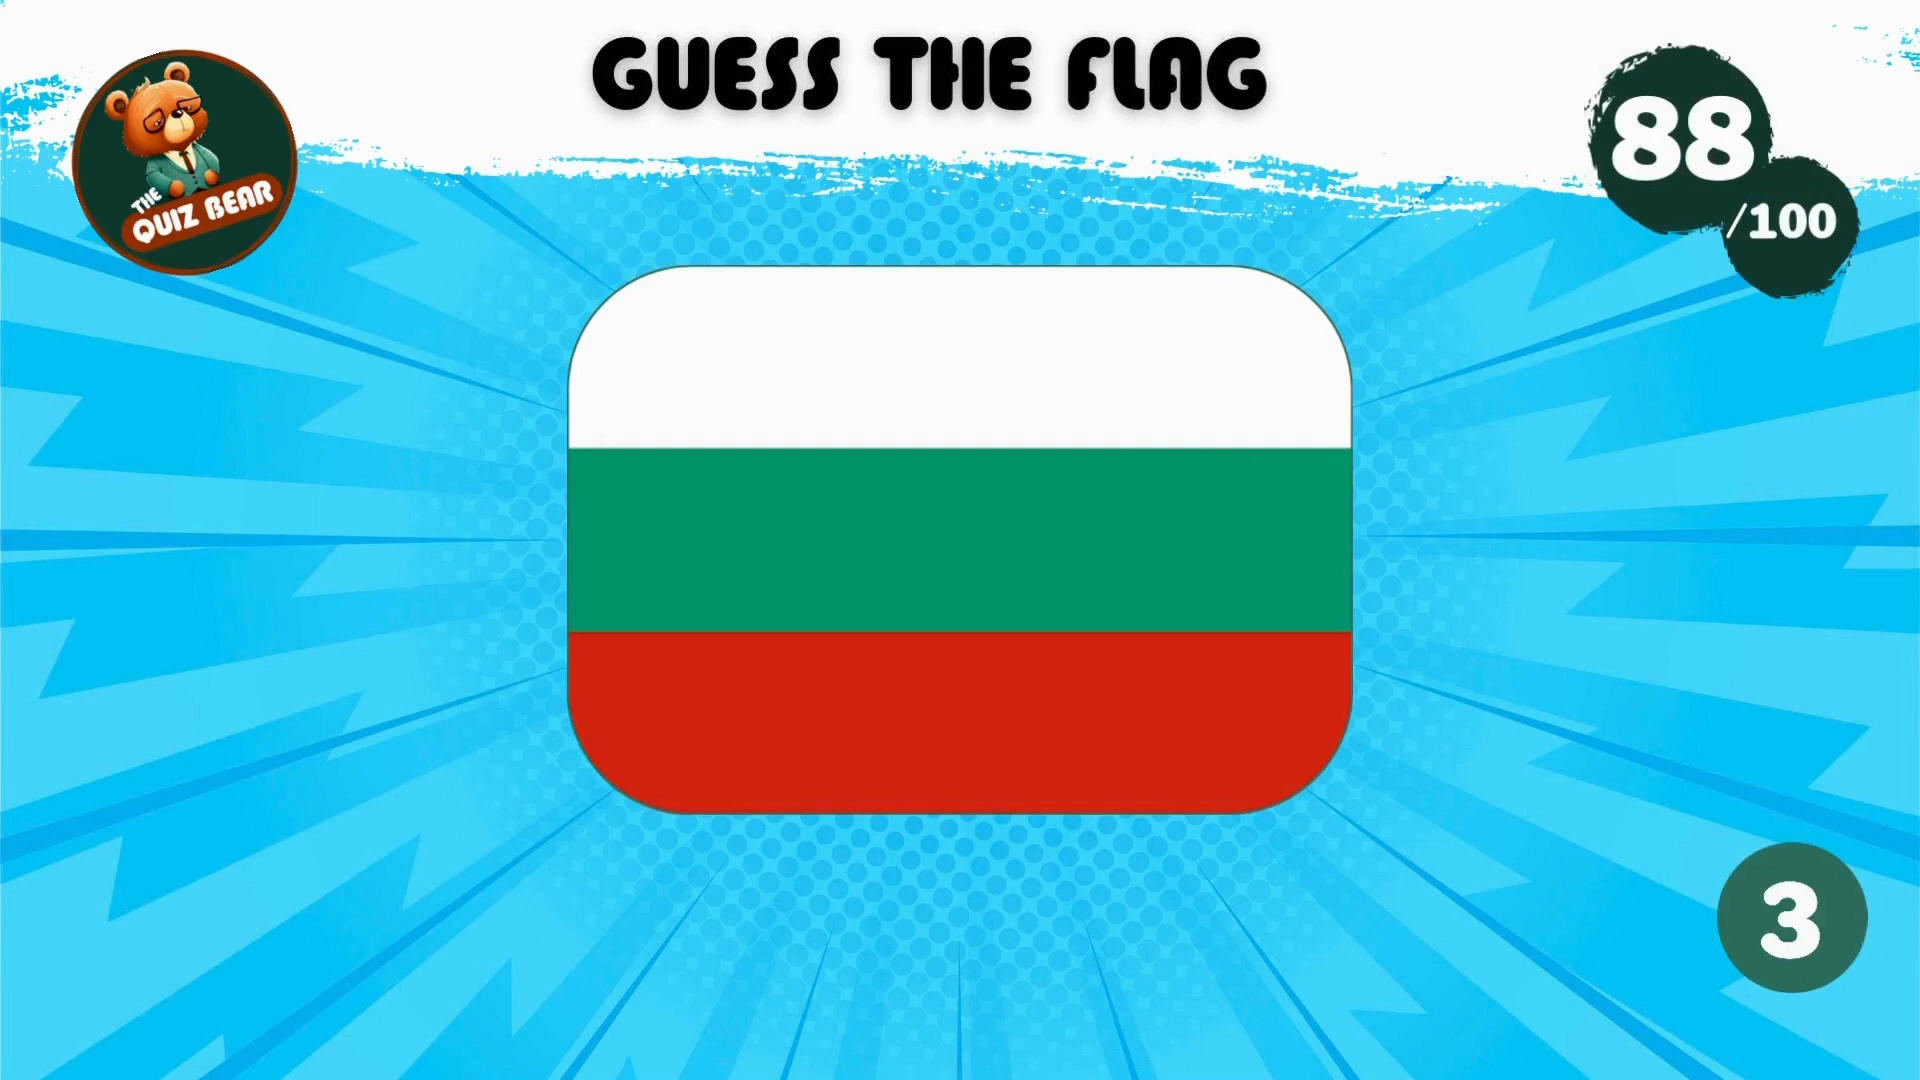 GUESS THE FLAG
THE
QUIZ BEAR
88
/100
3